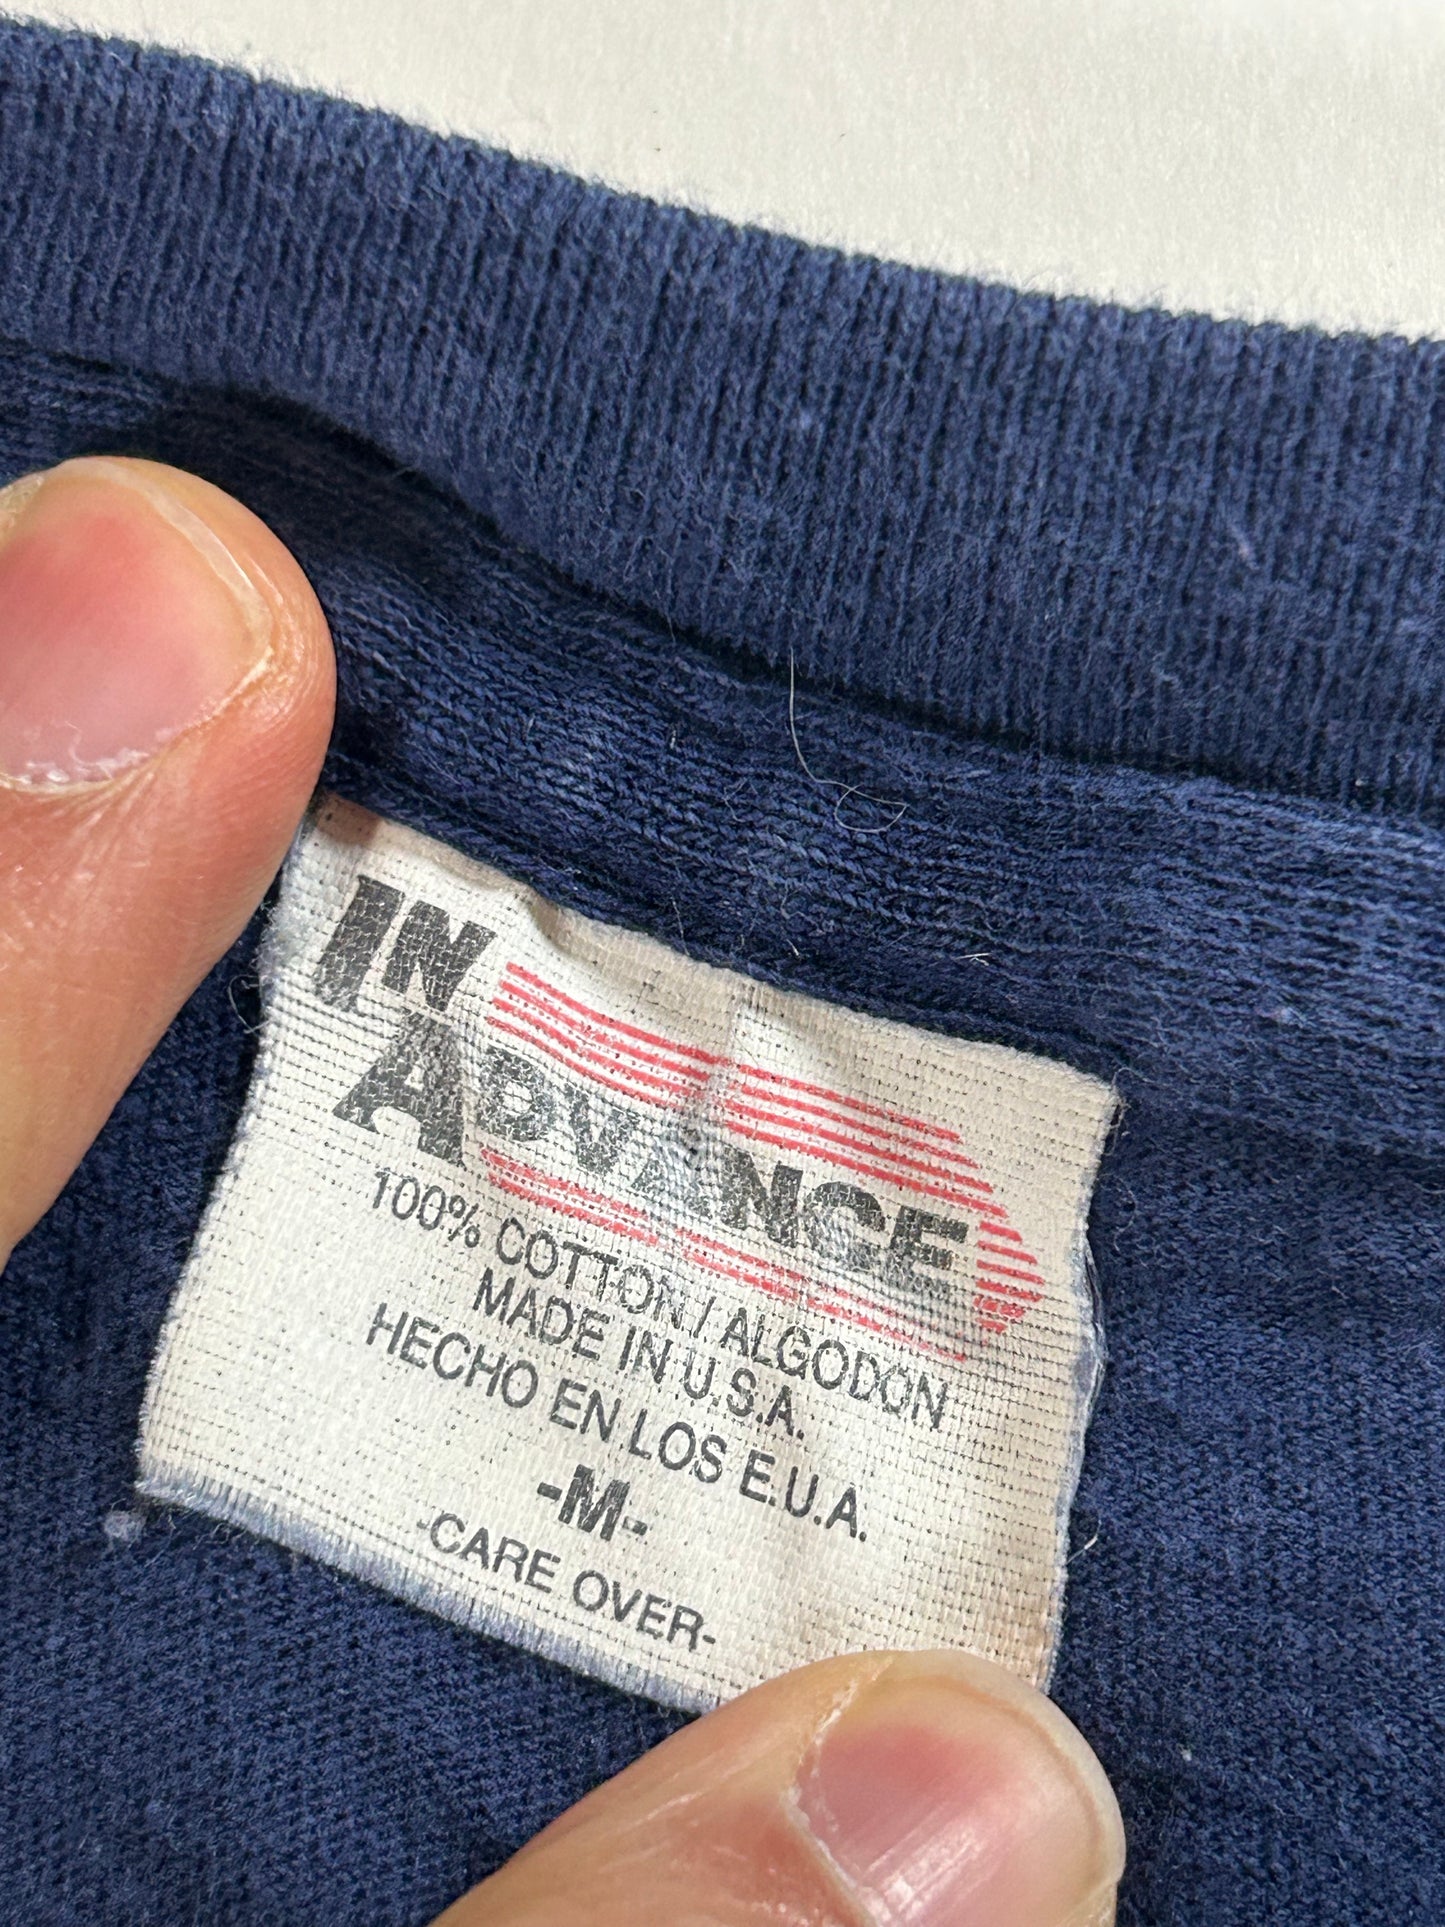 IN
ADVANCE
100% COTTON / ALGODON
MADE IN U.S.A.
HECHO EN LOS E.U.A.
-M-
-CARE OVER-